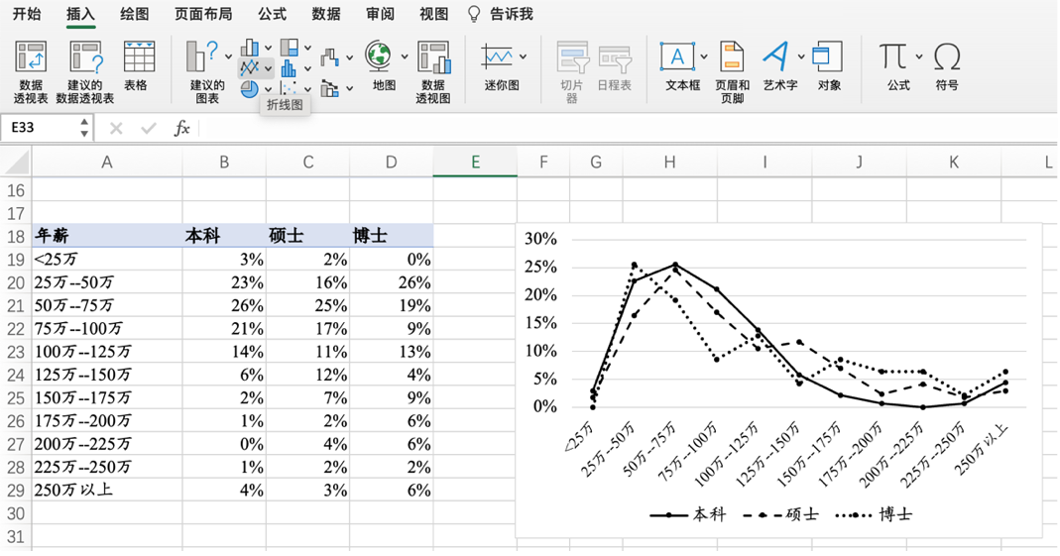 开始 插入 绘图 页面布局 公式 数据 审阅 视图 告诉我
数据透视表 建议的数据透视表 表格 建议的图表 地图 数据透视图 迷你图 切片器 日程表 文本框 页眉和页脚 艺术字 对象 公式 符号
折线图
E33 fx
A B C D E F G H I J K L
16
17
18 年薪 本科 硕士 博士
19 <25万 3% 2% 0%
20 25万--50万 23% 16% 26%
21 50万--75万 26% 25% 19%
22 75万--100万 21% 17% 9%
23 100万--125万 14% 11% 13%
24 125万--150万 6% 12% 4%
25 150万--175万 2% 7% 9%
26 175万--200万 1% 2% 6%
27 200万--225万 0% 4% 6%
28 225万--250万 1% 2% 2%
29 250万以上 4% 3% 6%
30
31
30%
25%
20%
15%
10%
5%
0%
<25万 25万--50万 50万--75万 75万--100万 100万--125万 125万--150万 150万--175万 175万--200万 200万--225万 225万--250万 250万以上
本科 硕士 博士